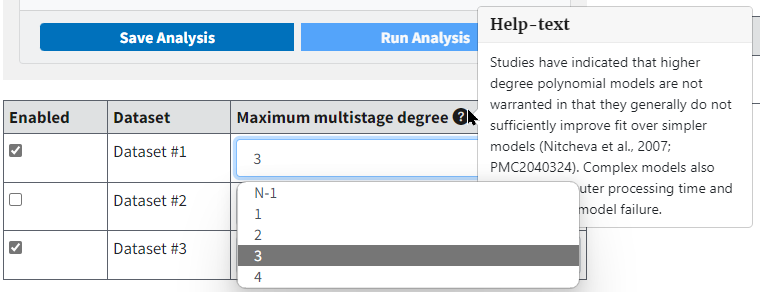 Save Analysis
Run Analysis
Help-text
Studies have indicated that higher
degree polynomial models are not
warranted in that they generally do not
sufficiently improve fit over simpler
models (Nitcheva et al., 2007;
PMC2040324). Complex models also
uter processing time and
model failure.
Enabled Dataset Maximum multistage degree ?
Dataset #1 3
Dataset #2
Dataset #3
N-1
1
2
3
4